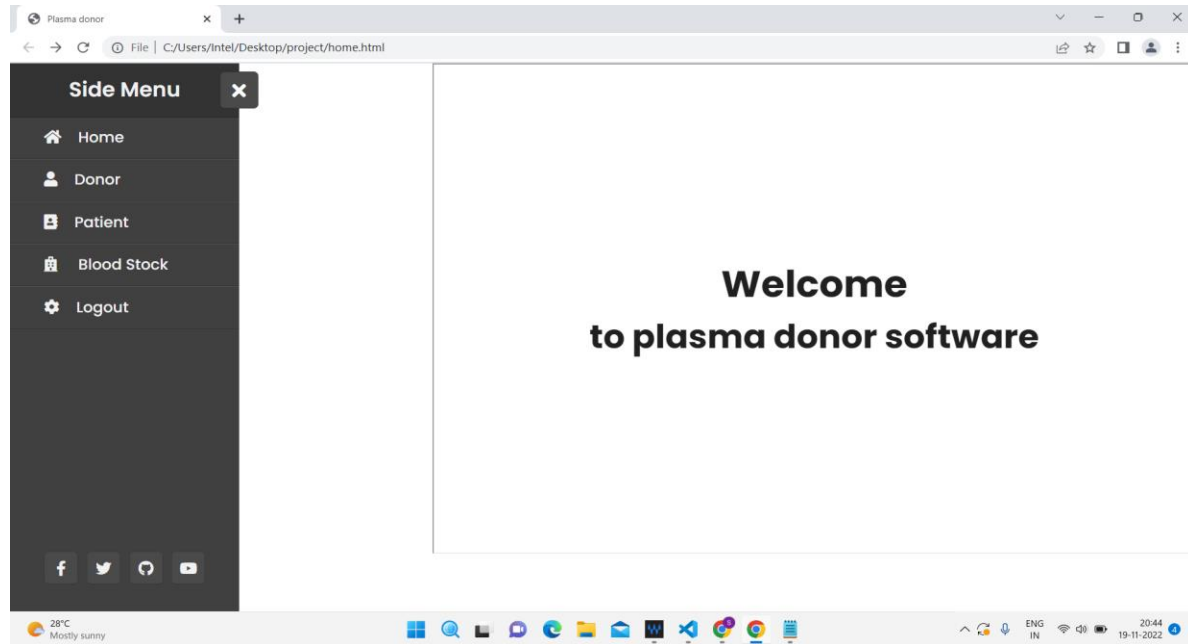 Plasma donor
File | C:/Users/Intel/Desktop/project/home.html
Side Menu
Home
Donor
Patient
Blood Stock
Logout
Welcome
to plasma donor software
28°C
Mostly sunny
ENG
IN
20:44
19-11-2022
4